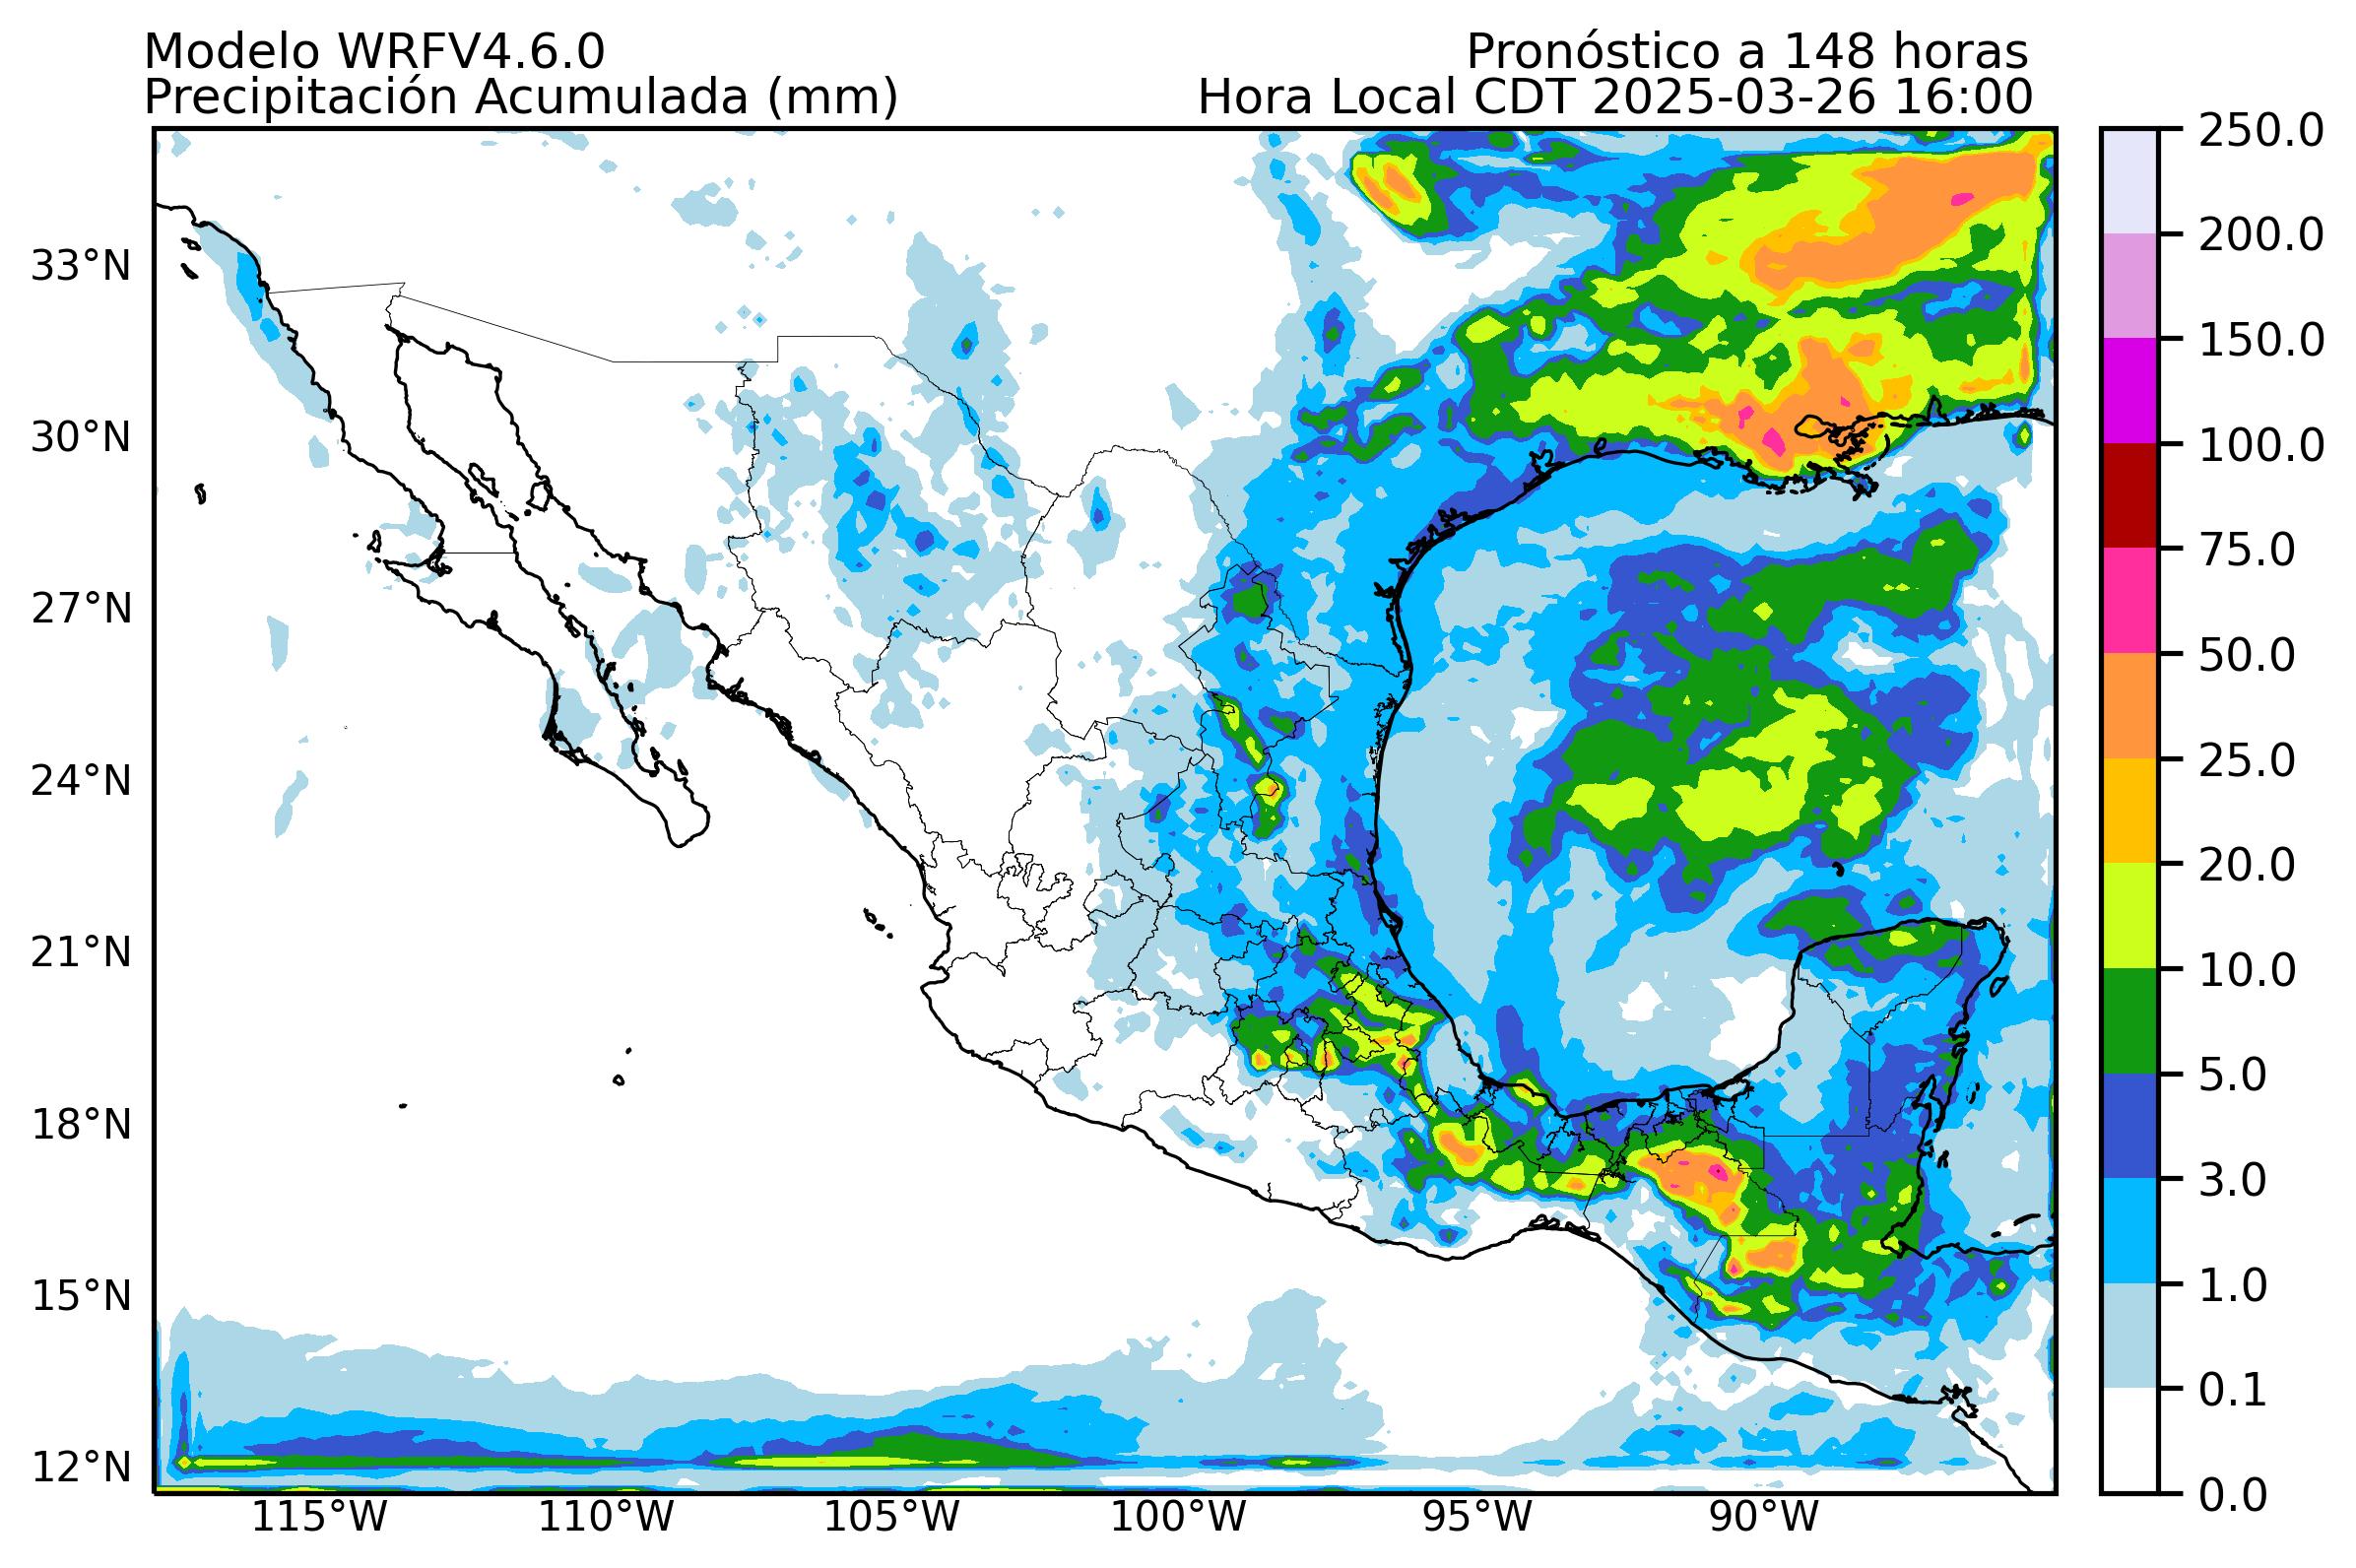 Modelo WRFV4.6.0
Pronóstico a 148 horas
Precipitación Acumulada (mm)
Hora Local CDT 2025-03-26 16:00
33°N
30°N
27°N
24°N
21°N
18°N
15°N
12°N
115°W
110°W
105°W
100°W
95°W
90°W
250.0
200.0
150.0
100.0
75.0
50.0
25.0
20.0
10.0
5.0
3.0
1.0
0.1
0.0